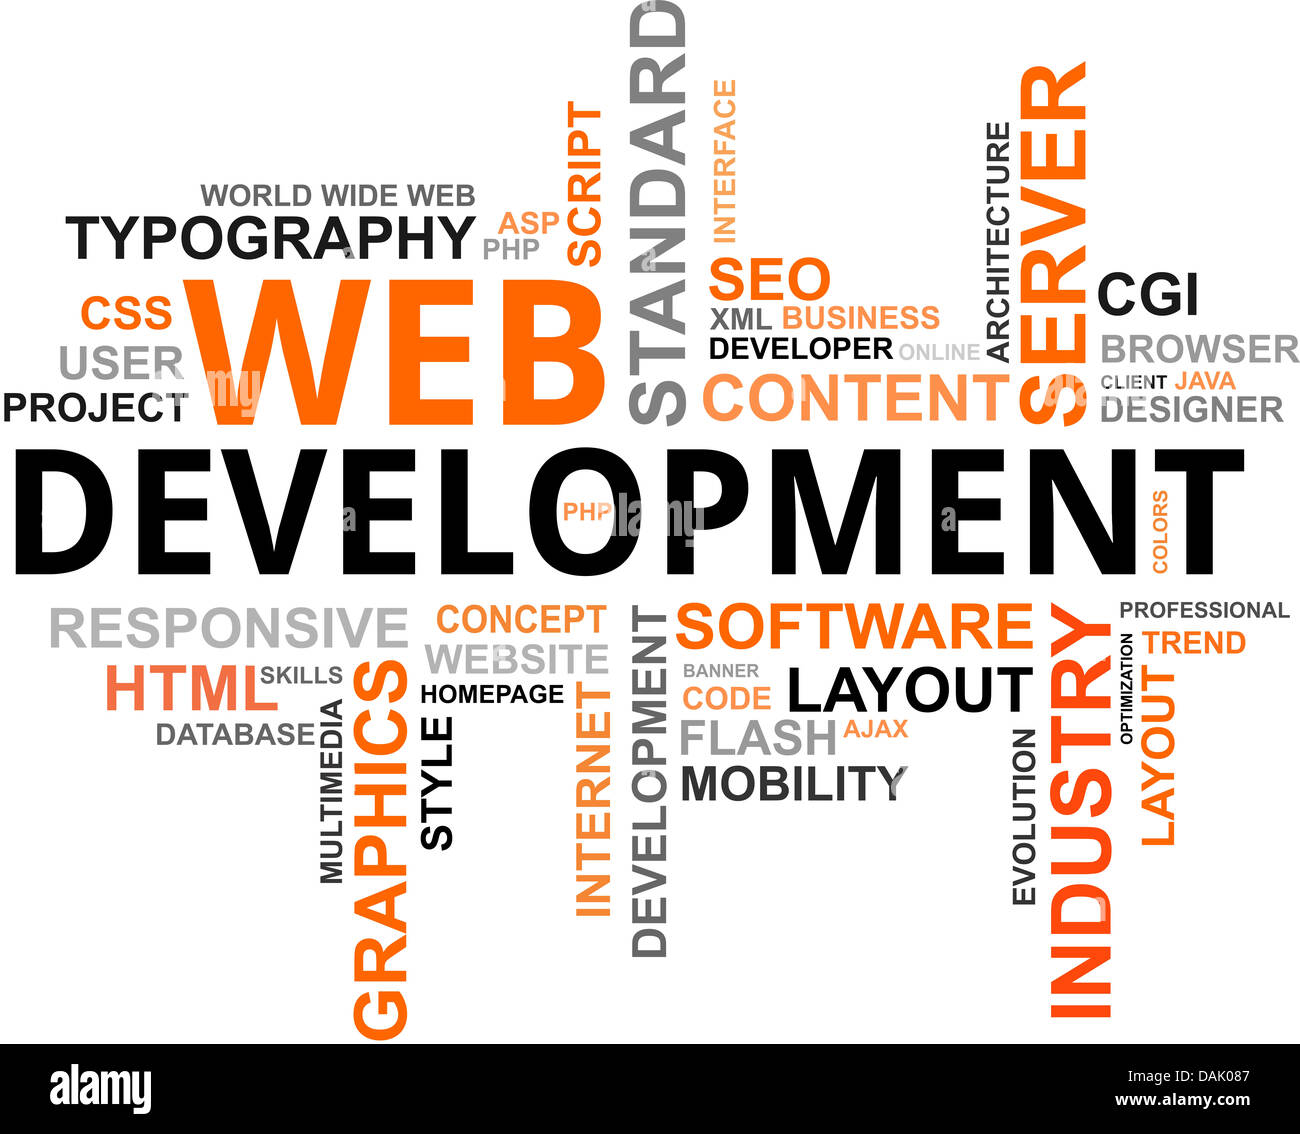 STANDARD
INTERFACE
SERVER
SCRIPT
ARCHITECTURE
WORLD WIDE WEB
TYPOGRAPHY
ASP
PHP
SEO
CGI
CSS
WEB
XML
BUSINESS
USER
DEVELOPER
ONLINE
BROWSER
PROJECT
CONTENT
CLIENT
JAVA
DESIGNER
DEVELOPMENT
PHP
COLORS
RESPONSIVE
CONCEPT
DEVELOPMENT
SOFTWARE
INDUSTRY
PROFESSIONAL
TREND
WEBSITE
HTML
SKILLS
GRAPHICS
HOMEPAGE
INTERNET
BANNER
CODE
LAYOUT
OPTIMIZATION
LAYOUT
DATABASE
MULTIMEDIA
STYLE
FLASH
AJAX
MOBILITY
EVOLUTION
alamy
a
a
alamy
Image ID: DAK087
www.alamy.com